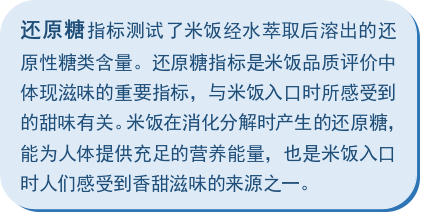 还原糖指标测试了米饭经水萃取后溶出的还
原性糖类含量。还原糖指标是米饭品质评价中
体现滋味的重要指标，与米饭入口时所感受到
的甜味有关。米饭在消化分解时产生的还原糖，
能为人体提供充足的营养能量，也是米饭入口
时人们感受到香甜滋味的来源之一。